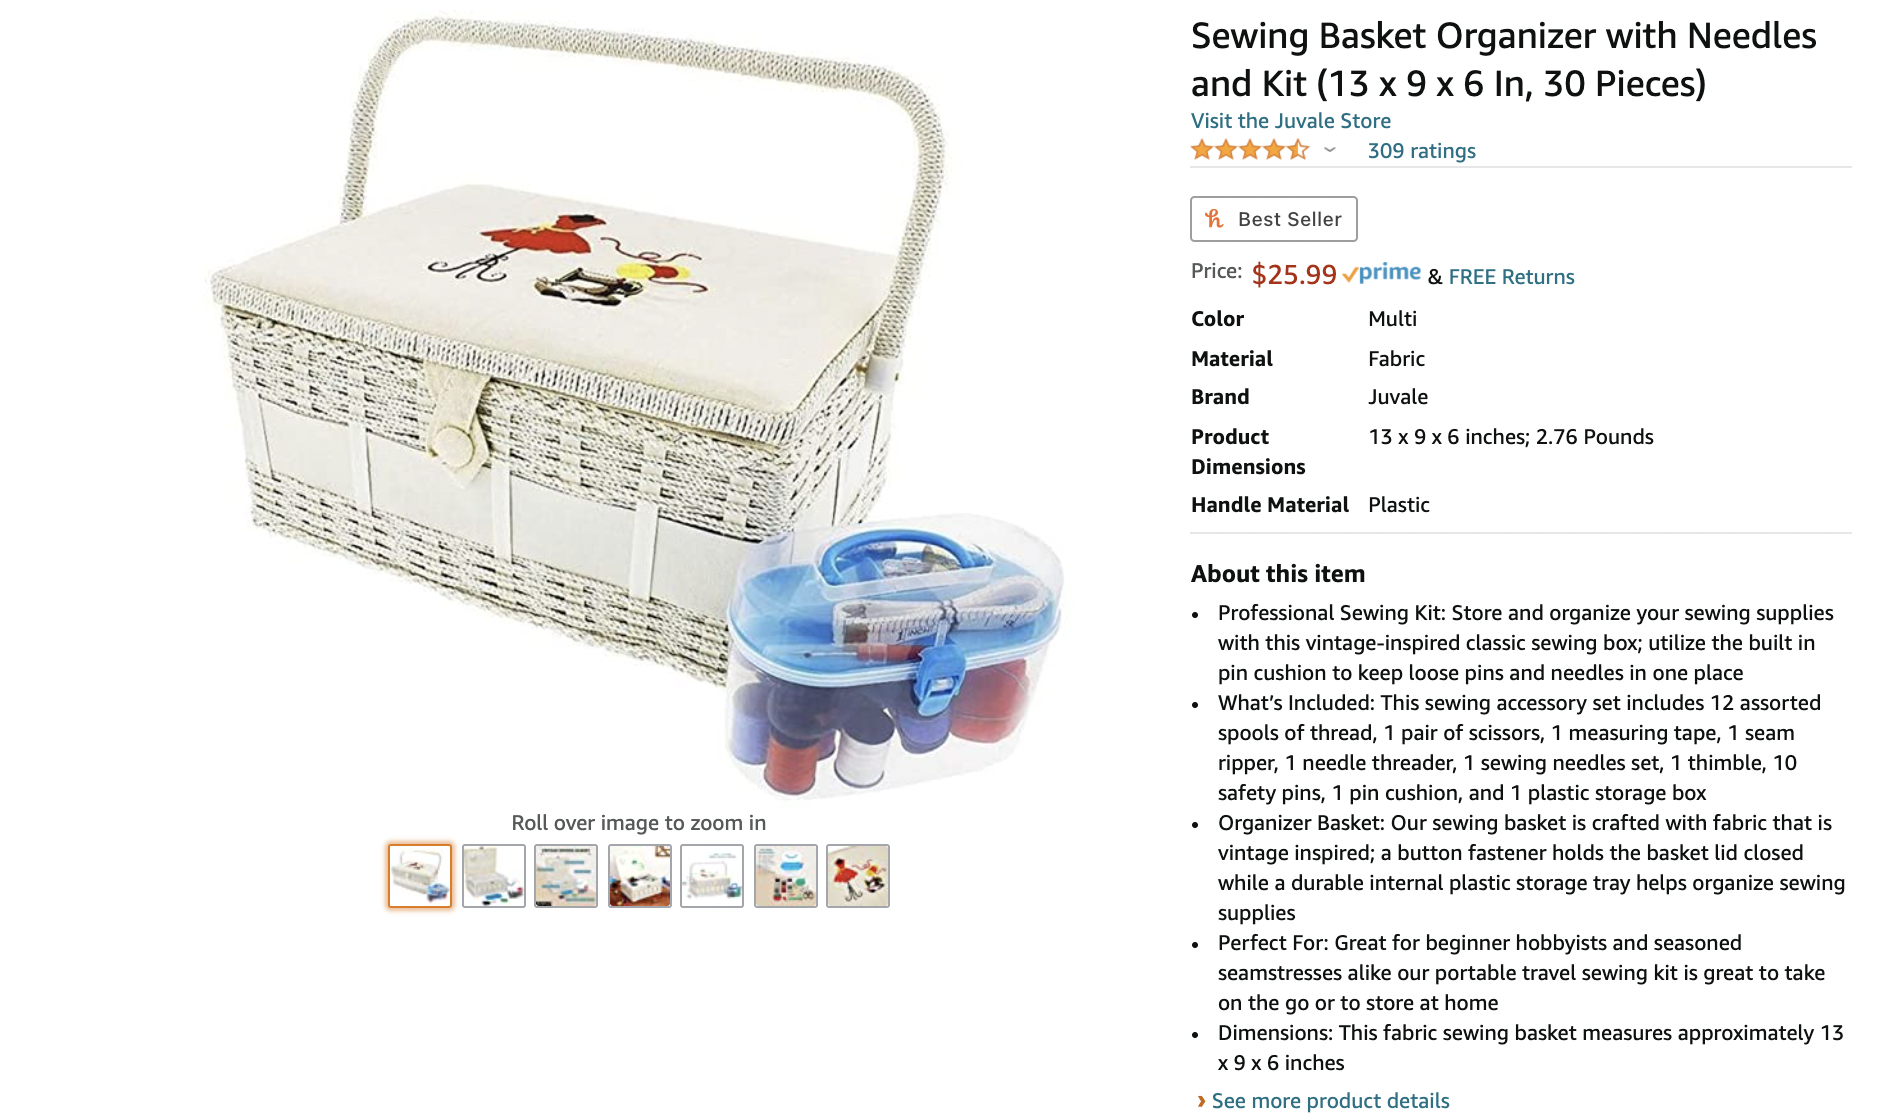 Sewing Basket Organizer with Needles
and Kit (13 x 9 x 6 In, 30 Pieces)
Visit the Juvale Store
309 ratings
Best Seller
Price: $25.99 prime & FREE Returns
Color Multi
Material Fabric
Brand Juvale
Product 13 x 9 x 6 inches; 2.76 Pounds
Dimensions
Handle Material Plastic
About this item
• Professional Sewing Kit: Store and organize your sewing supplies
with this vintage-inspired classic sewing box; utilize the built in
pin cushion to keep loose pins and needles in one place
• What’s Included: This sewing accessory set includes 12 assorted
spools of thread, 1 pair of scissors, 1 measuring tape, 1 seam
ripper, 1 needle threader, 1 sewing needles set, 1 thimble, 10
safety pins, 1 pin cushion, and 1 plastic storage box
• Organizer Basket: Our sewing basket is crafted with fabric that is
vintage inspired; a button fastener holds the basket lid closed
while a durable internal plastic storage tray helps organize sewing
supplies
• Perfect For: Great for beginner hobbyists and seasoned
seamstresses alike our portable travel sewing kit is great to take
on the go or to store at home
• Dimensions: This fabric sewing basket measures approximately 13
x 9 x 6 inches
› See more product details
1 INCH
Roll over image to zoom in